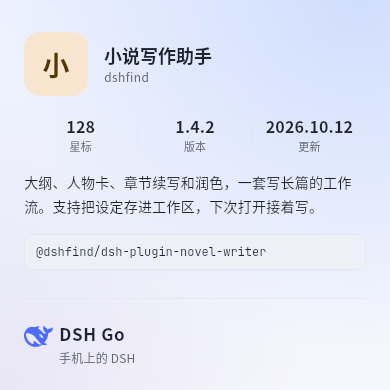 小
小说写作助手
dshfind
128
星标
1.4.2
版本
2026.10.12
更新
大纲、人物卡、章节续写和润色，一套写长篇的工作
流。支持把设定存进工作区，下次打开接着写。
@dshfind/dsh-plugin-novel-writer
DSH Go
手机上的 DSH